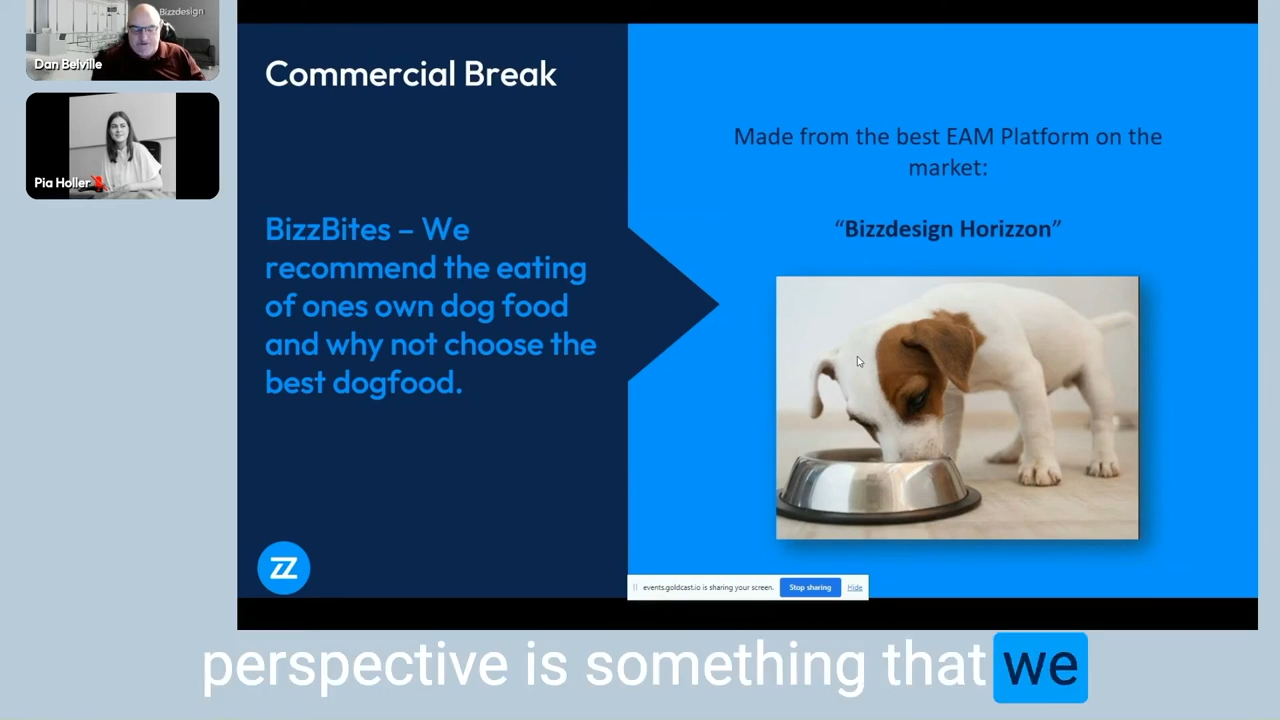 Bizzdesign
Dan Belville
Pia Holler
Commercial Break
BizzBites – We
recommend the eating
of ones own dog food
and why not choose the
best dogfood.
Made from the best EAM Platform on the
market:
“Bizzdesign Horizzon”
events.goldcast.io is sharing your screen.
Stop sharing
Hide
perspective is something that we